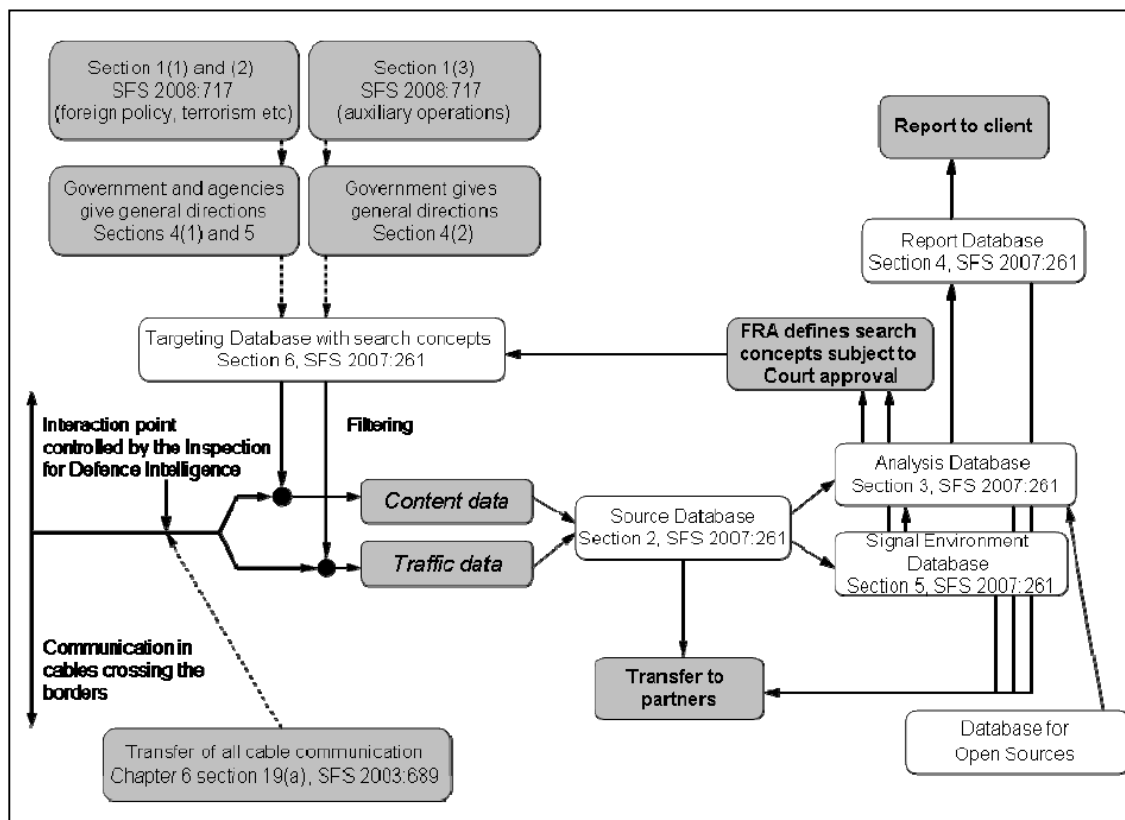 Section 1(1) and (2)
SFS 2008:717
(foreign policy, terrorism etc)
Section 1(3)
SFS 2008:717
(auxiliary operations)
Report to client
Government and agencies
give general directions
Sections 4(1) and 5
Government gives
general directions
Section 4(2)
Report Database
Section 4, SFS 2007:261
Targeting Database with search concepts
Section 6, SFS 2007:261
FRA defines search
concepts subject to
Court approval
Interaction point
controlled by the Inspection
for Defence Intelligence
Filtering
Content data
Traffic data
Source Database
Section 2, SFS 2007:261
Analysis Database
Section 3, SFS 2007:261
Signal Environment
Database
Section 5, SFS 2007:261
Communication in
cables crossing the
borders
Transfer to
partners
Database for
Open Sources
Transfer of all cable communication
Chapter 6 section 19(a), SFS 2003:689